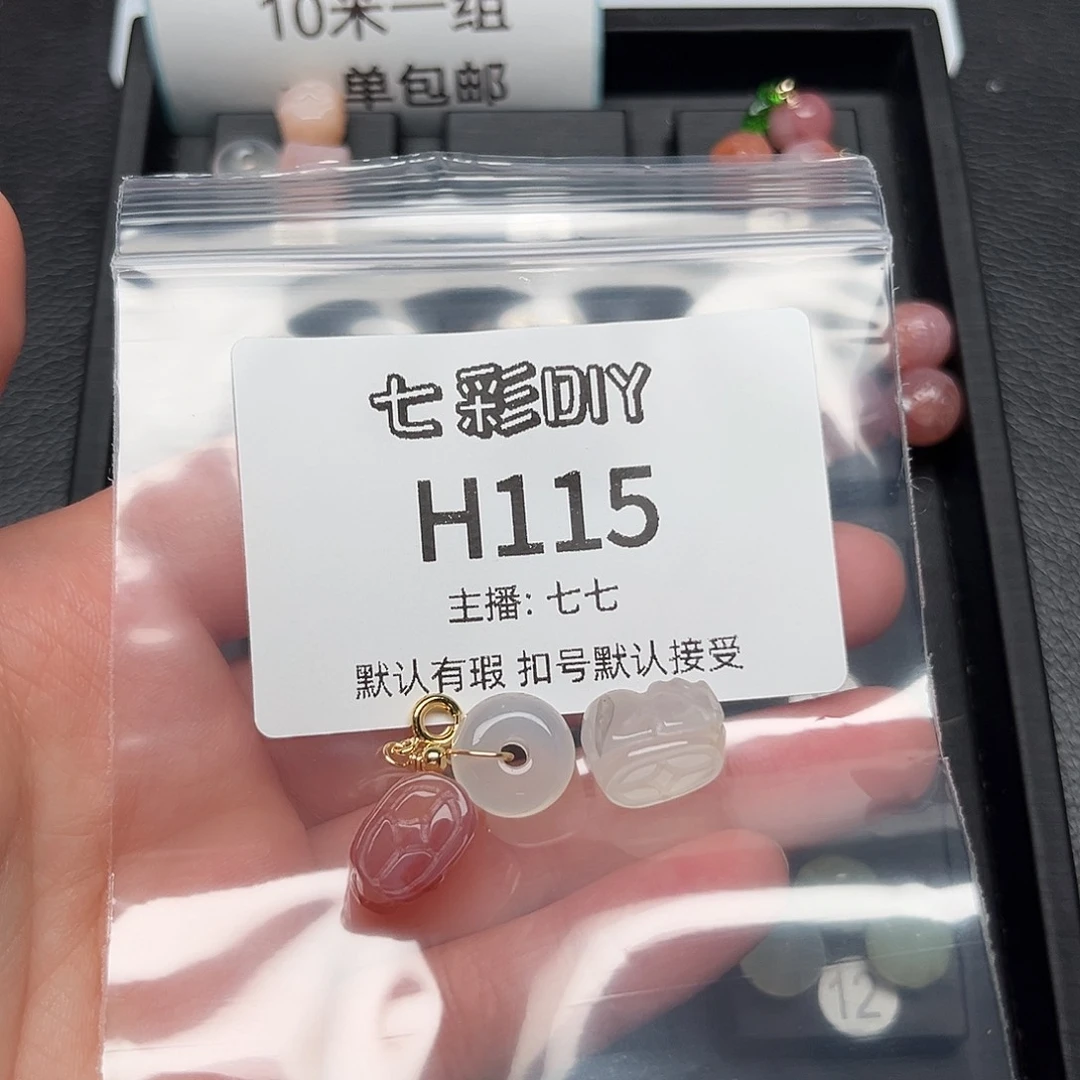 10米一组
单包邮
七彩DIY
H115
主播: 七七
默认有瑕 扣号默认接受
12